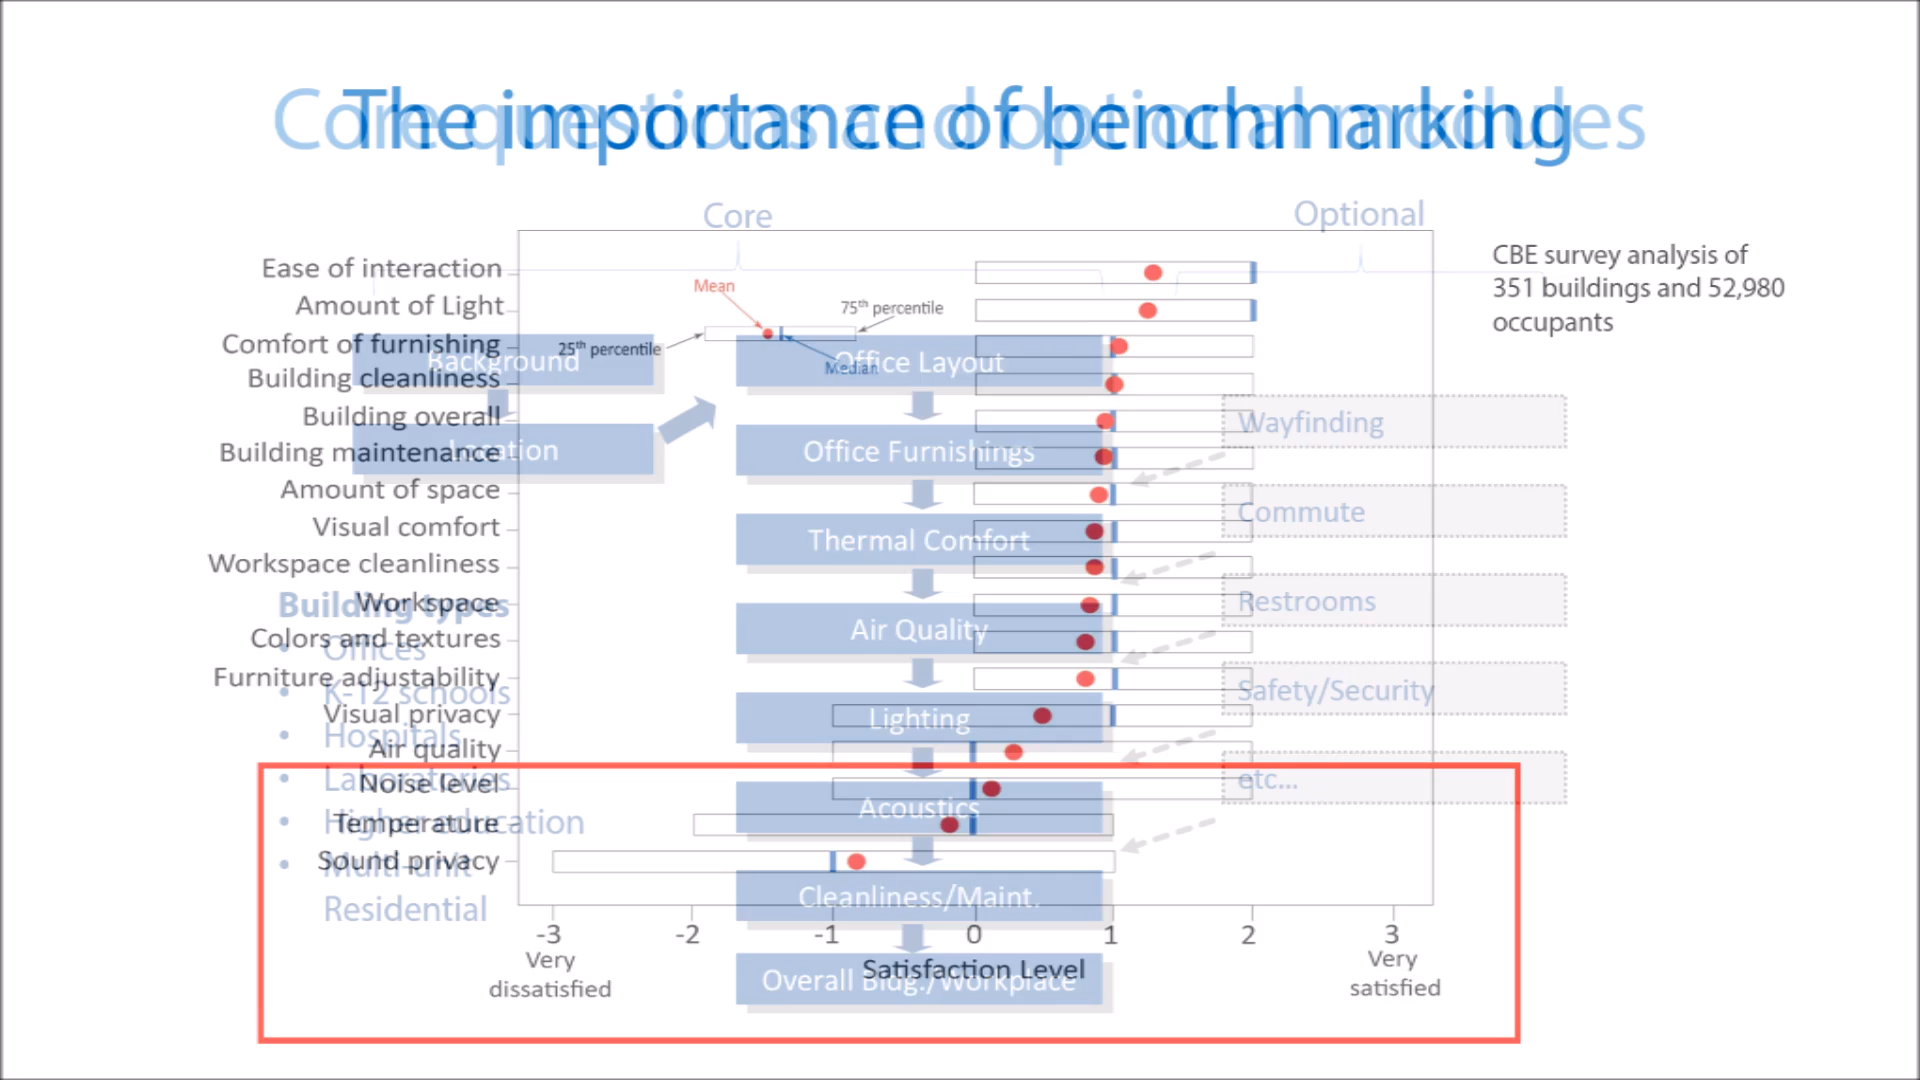 The importance of benchmarking
Core questions and optional modules
Core
Optional
CBE survey analysis of
351 buildings and 52,980
occupants
Ease of interaction
Amount of Light
Comfort of furnishing
Building cleanliness
Building overall
Building maintenance
Amount of space
Visual comfort
Workspace cleanliness
Workspace
Colors and textures
Furniture adjustability
Visual privacy
Air quality
Noise level
Temperature
Sound privacy
Mean
75th percentile
25th percentile
Median
Background
Location
Office Layout
Office Furnishings
Thermal Comfort
Air Quality
Lighting
Acoustics
Cleanliness/Maint.
Overall Bldg./Workplace
Wayfinding
Commute
Restrooms
Safety/Security
etc...
Building types
• Offices
• K-12 schools
• Hospitals
• Laboratories
• Higher education
• Multi-unit
Residential
-3 -2 -1 0 1 2 3
Very
dissatisfied
Satisfaction Level
Very
satisfied